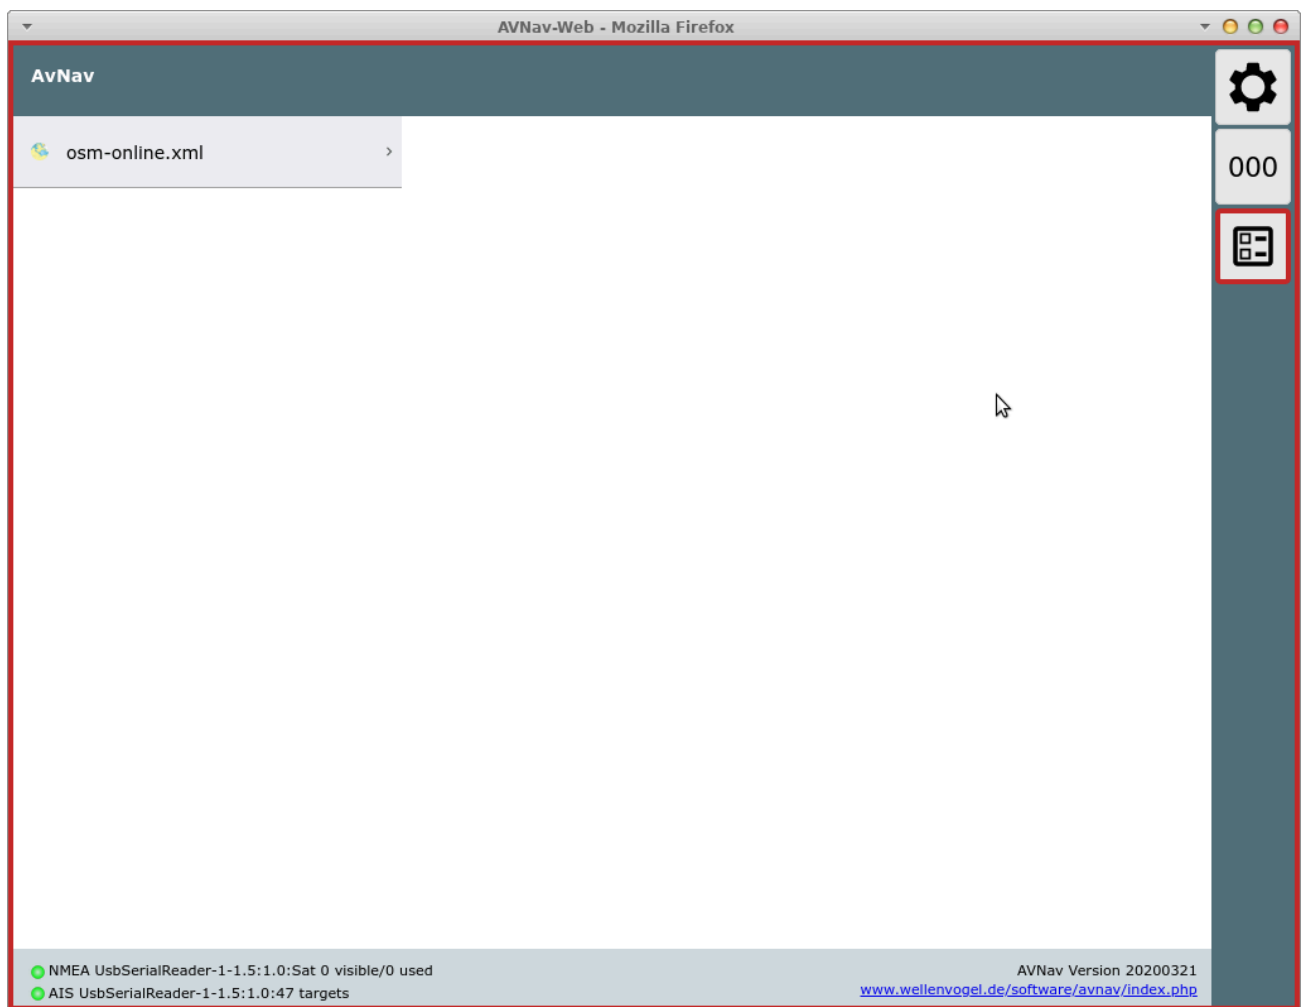 AVNav-Web - Mozilla Firefox
AvNav
osm-online.xml
000
NMEA UsbSerialReader-1-1.5:1.0:Sat 0 visible/0 used
AIS UsbSerialReader-1-1.5:1.0:47 targets
AVNav Version 20200321
www.wellenvogel.de/software/avnav/index.php